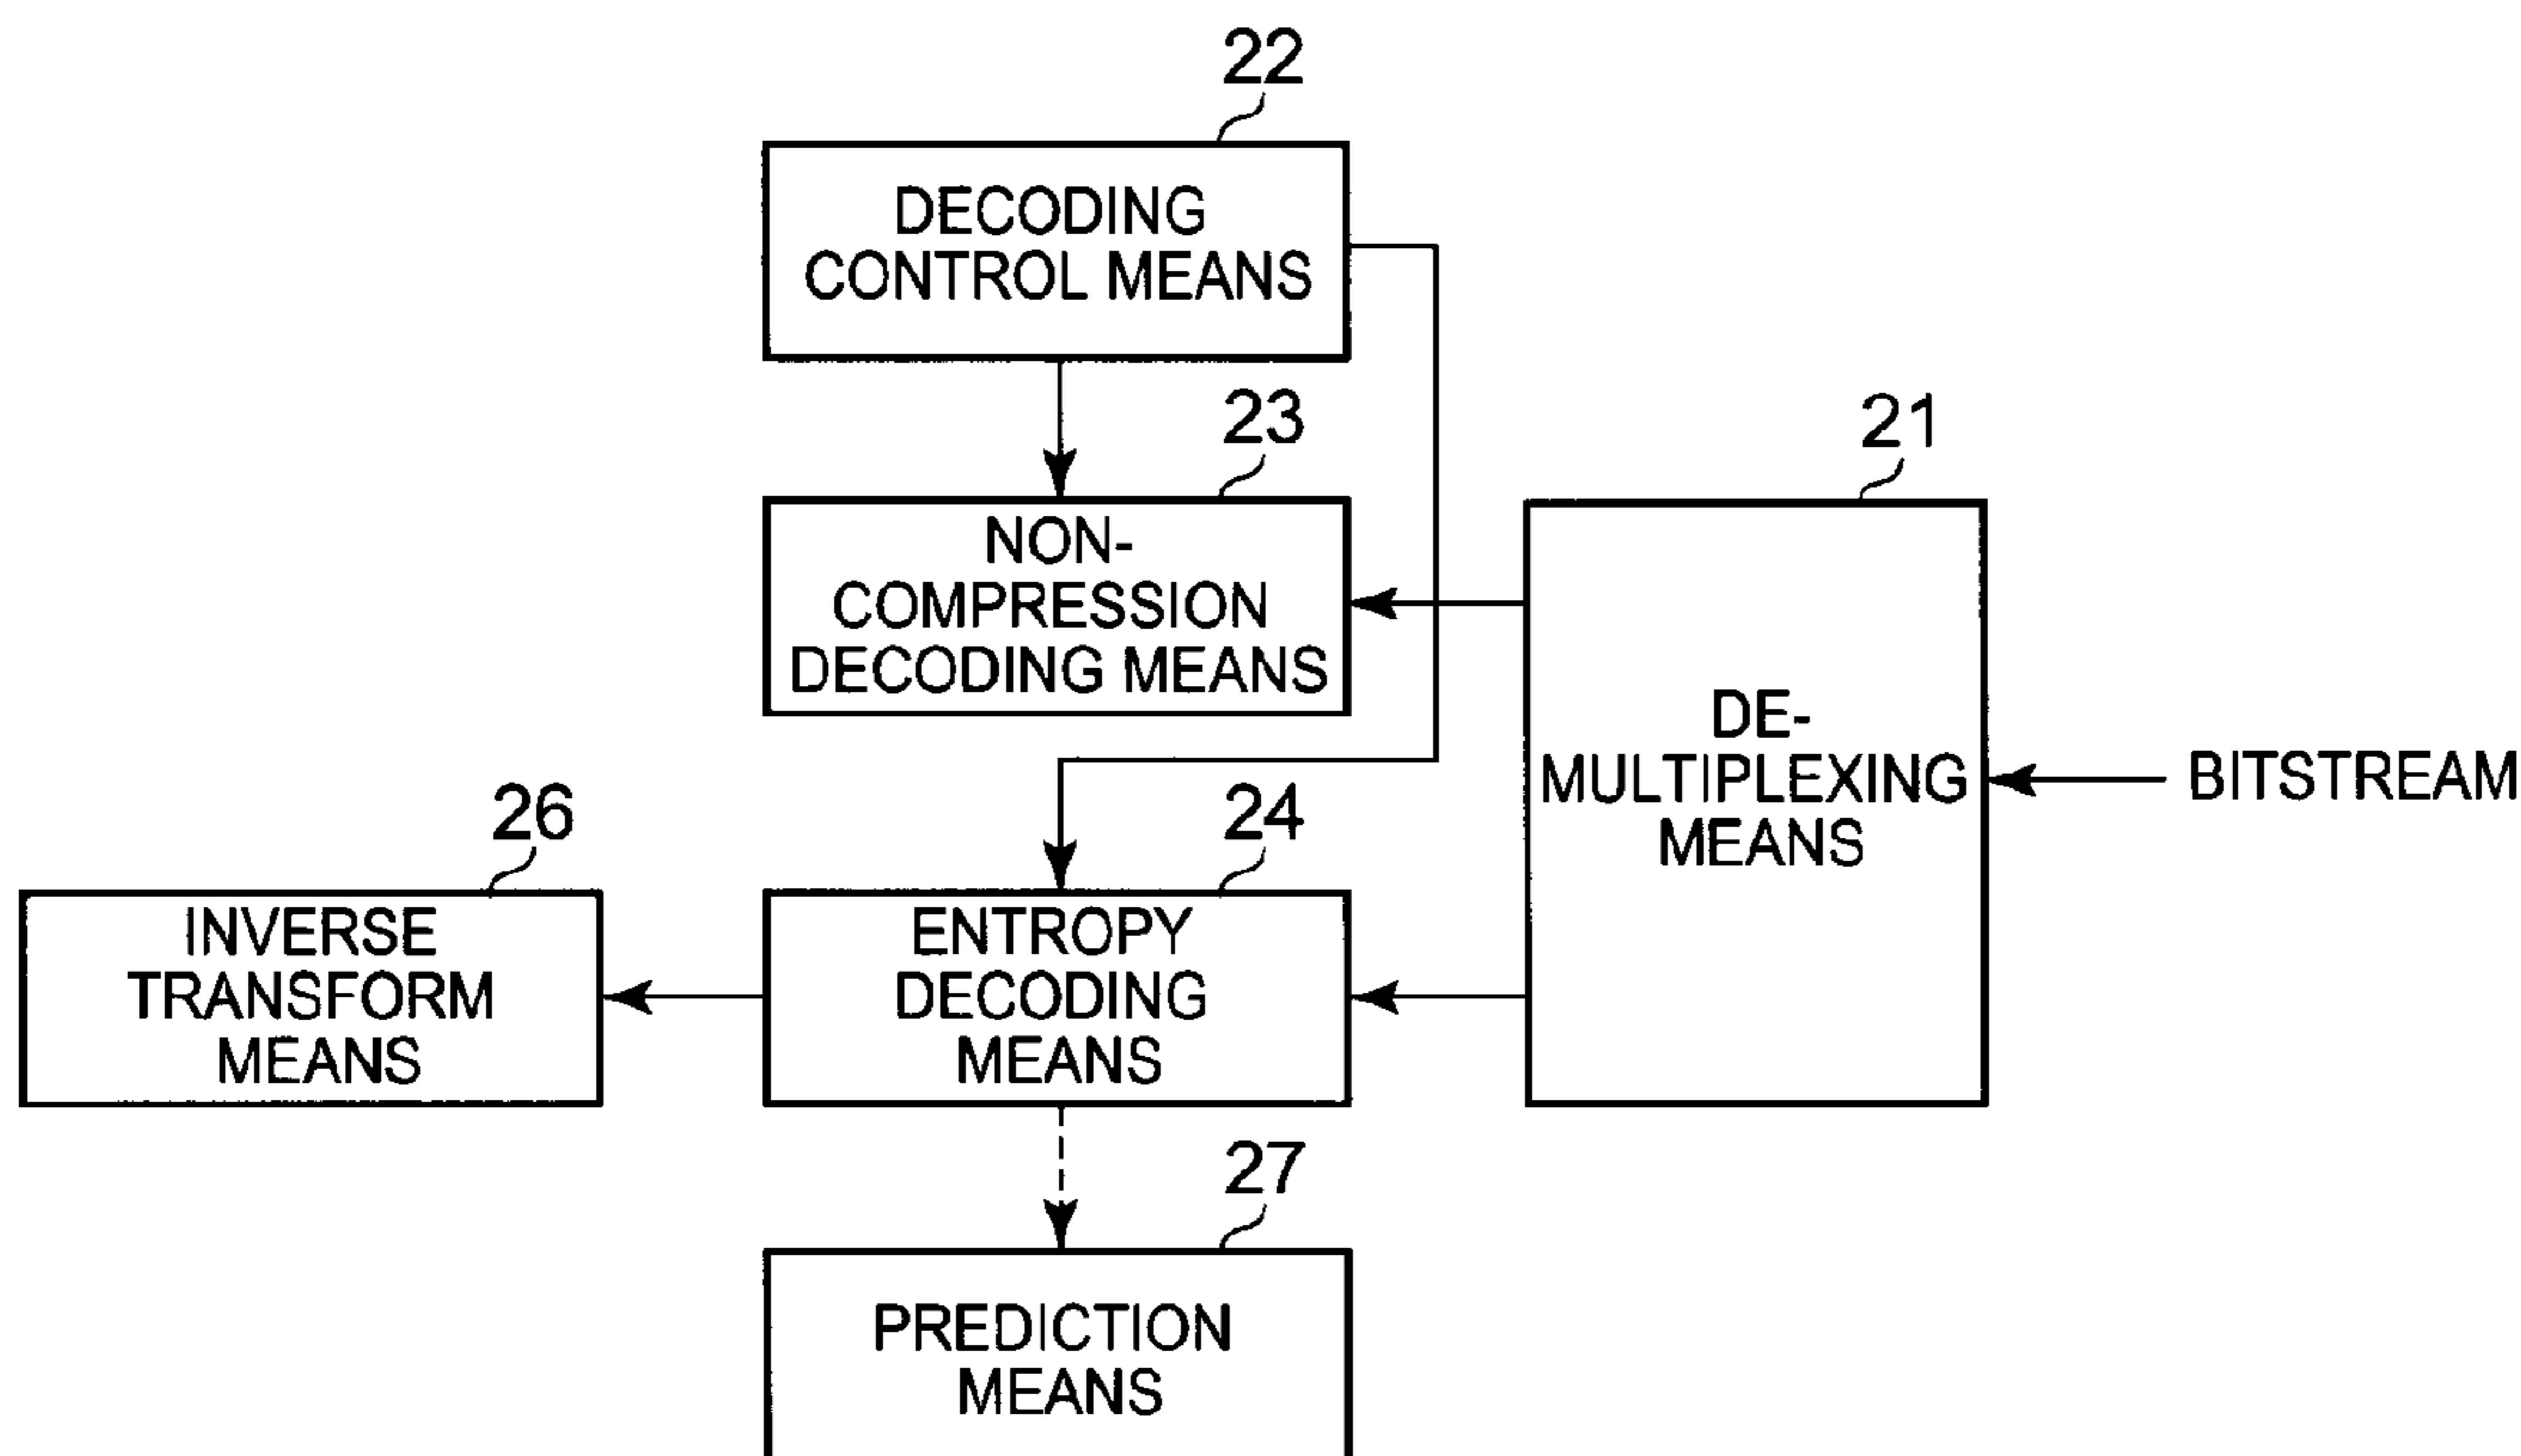 22
DECODING
CONTROL MEANS
23
NON-
COMPRESSION
DECODING MEANS
21
DE-
MULTIPLEXING
MEANS
BITSTREAM
26
INVERSE
TRANSFORM
MEANS
24
ENTROPY
DECODING
MEANS
27
PREDICTION
MEANS